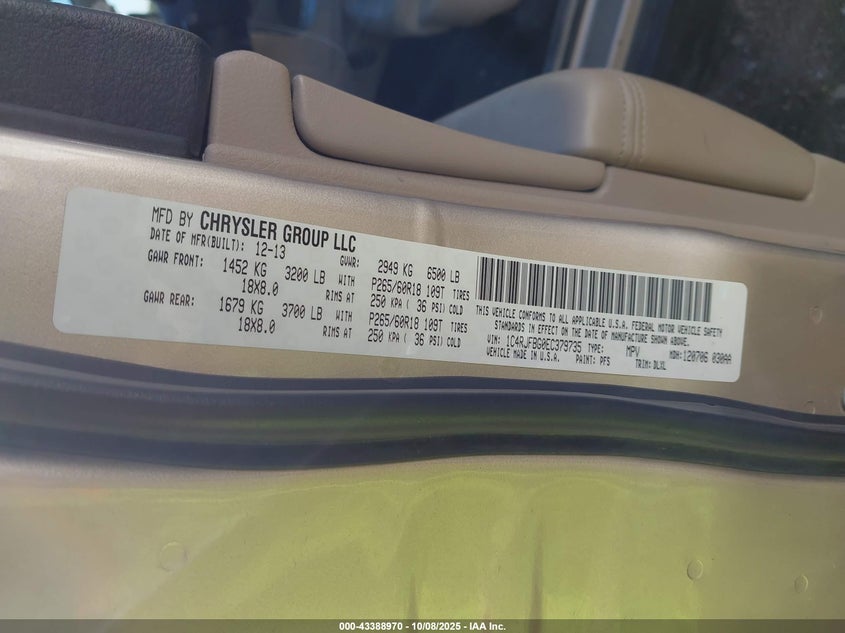 MFD BY CHRYSLER GROUP LLC
DATE OF MFR(BUILT): 12-13 GVWR: 2949 KG 6500 LB
GAWR FRONT: 1452 KG 3200 LB WITH P265/60R18 109T TIRES
18X8.0 RIMS AT 250 KPA ( 36 PSI) COLD
GAWR REAR: 1679 KG 3700 LB WITH P265/60R18 109T TIRES
18X8.0 RIMS AT 250 KPA ( 36 PSI) COLD
THIS VEHICLE CONFORMS TO ALL APPLICABLE U.S.A. FEDERAL MOTOR VEHICLE SAFETY
STANDARDS IN EFFECT ON THE DATE OF MANUFACTURE SHOWN ABOVE.
VIN: 1C4RJFBG0EC379735 TYPE: MPV MDH: 120706 030AA
VEHICLE MADE IN U.S.A. PAINT: PFS TRIM: DLXL
000-43388970 - 10/08/2025 - IAA Inc.